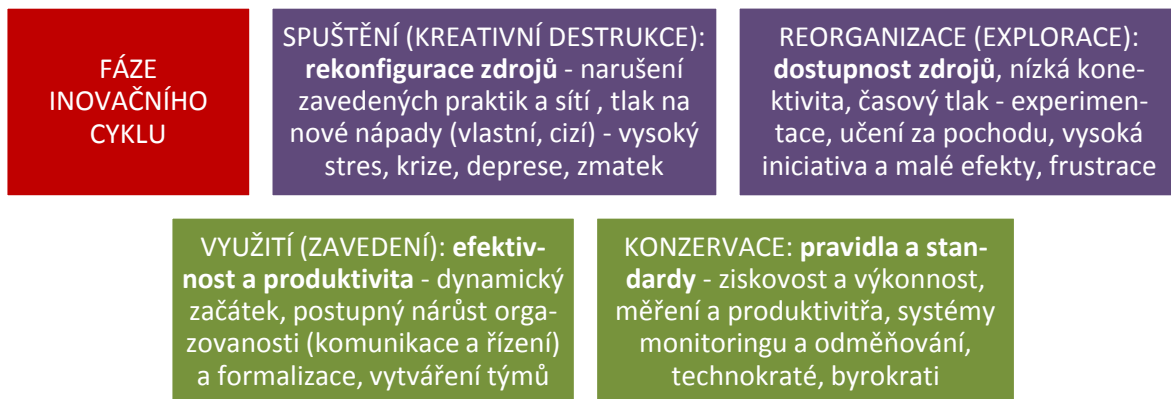 FÁZE
INOVAČNÍHO
CYKLU
SPUŠTĚNÍ (KREATIVNÍ DESTRUKCE):
rekonfigurace zdrojů - narušení
zavedených praktik a sítí , tlak na
nové nápady (vlastní, cizí) - vysoký
stres, krize, deprese, zmatek
REORGANIZACE (EXPLORACE):
dostupnost zdrojů, nízká kone-
ktivita, časový tlak - experimen-
tace, učení za pochodu, vysoká
iniciativa a malé efekty, frustrace
VYUŽITÍ (ZAVEDENÍ): efektiv-
nost a produktivita - dynamický
začátek, postupný nárůst orga-
zovanosti (komunikace a řízení)
a formalizace, vytváření týmů
KONZERVACE: pravidla a stan-
dardy - ziskovost a výkonnost,
měření a produktivitřa, systémy
monitoringu a odměňování,
technokraté, byrokrati